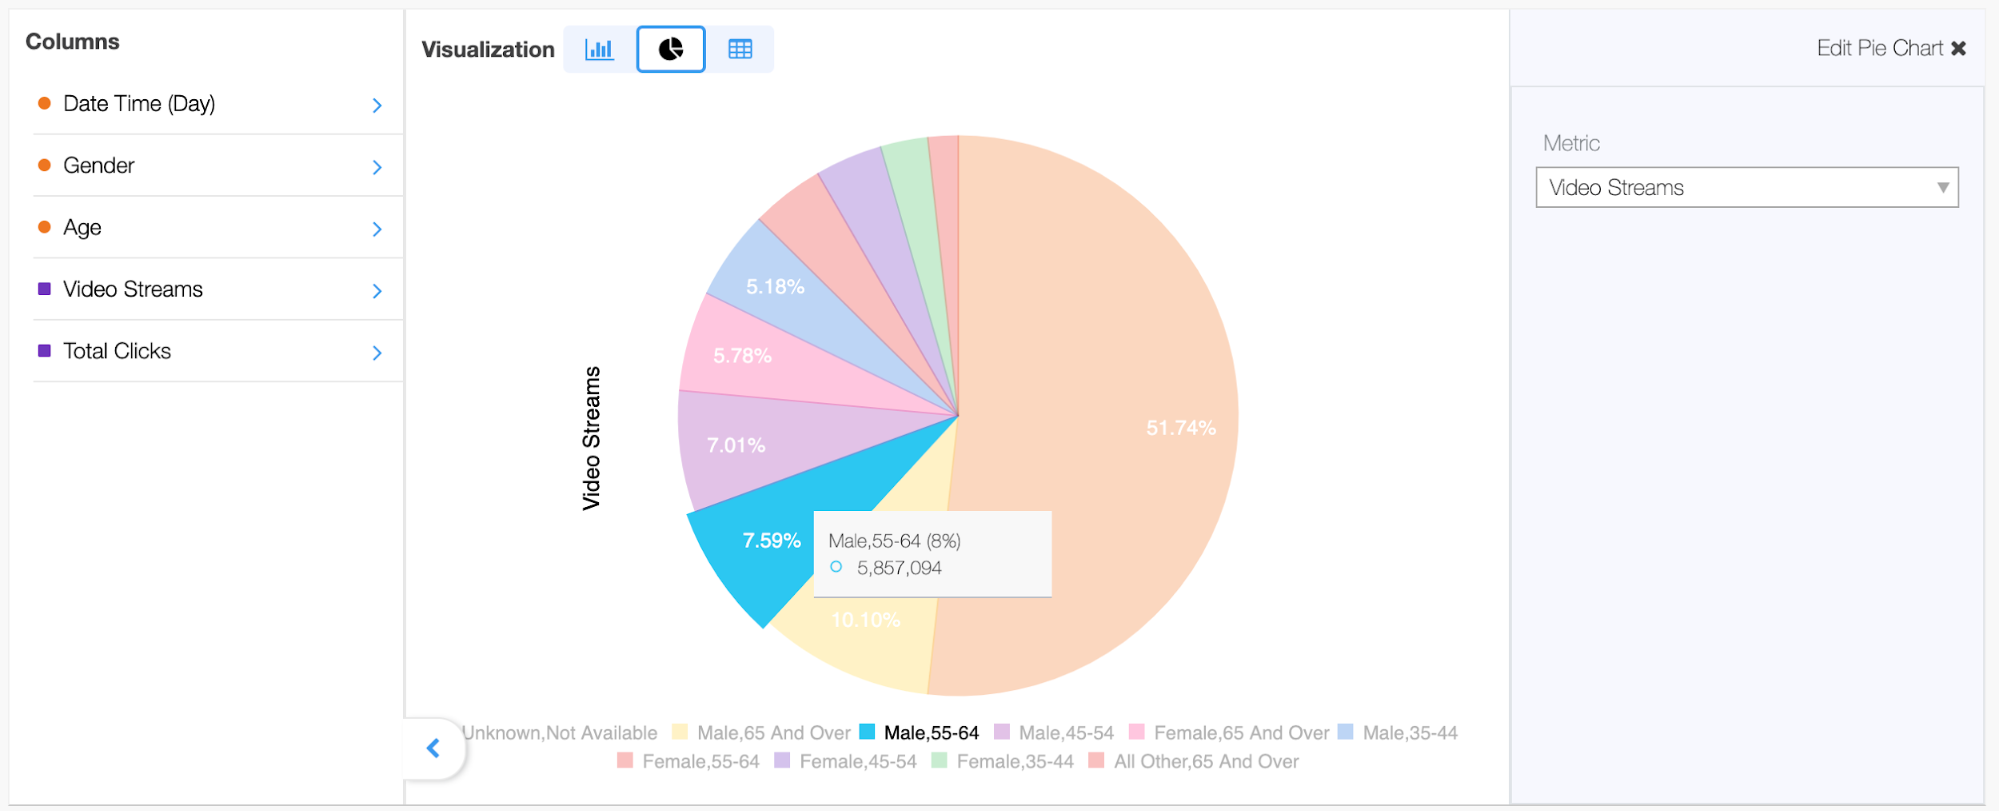 Columns
Date Time (Day)
Gender
Age
Video Streams
Total Clicks
Visualization
Edit Pie Chart
Metric
Video Streams
Video Streams
5.18%
5.78%
7.01%
7.59%
10.10%
51.74%
Male,55-64 (8%)
5,857,094
Unknown,Not Available Male,65 And Over Male,55-64 Male,45-54 Female,65 And Over Male,35-44
Female,55-64 Female,45-54 Female,35-44 All Other,65 And Over